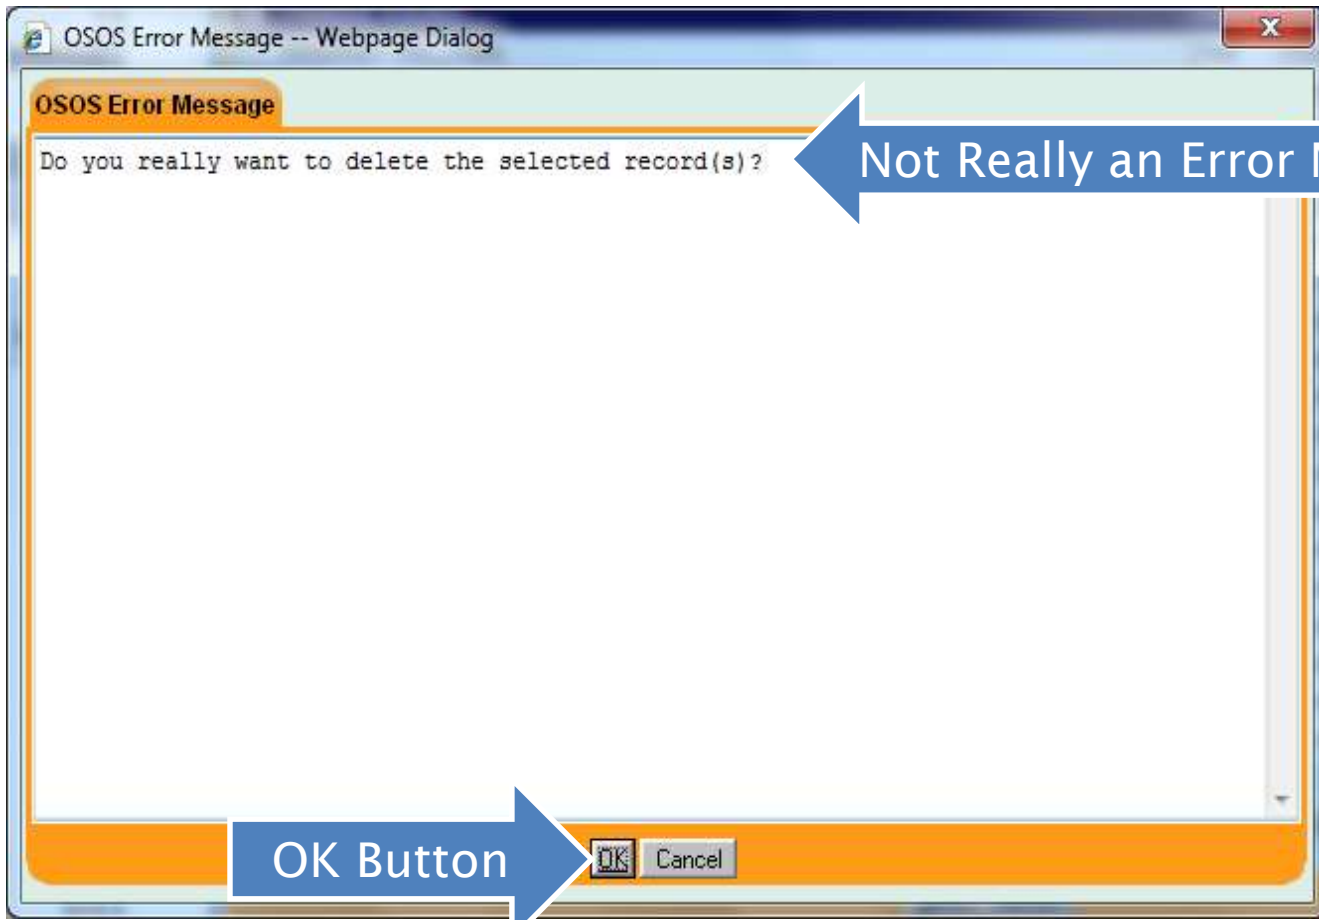 OSOS Error Message -- Webpage Dialog
X
OSOS Error Message
Do you really want to delete the selected record(s)?
Not Really an Error
OK Button
OK Cancel